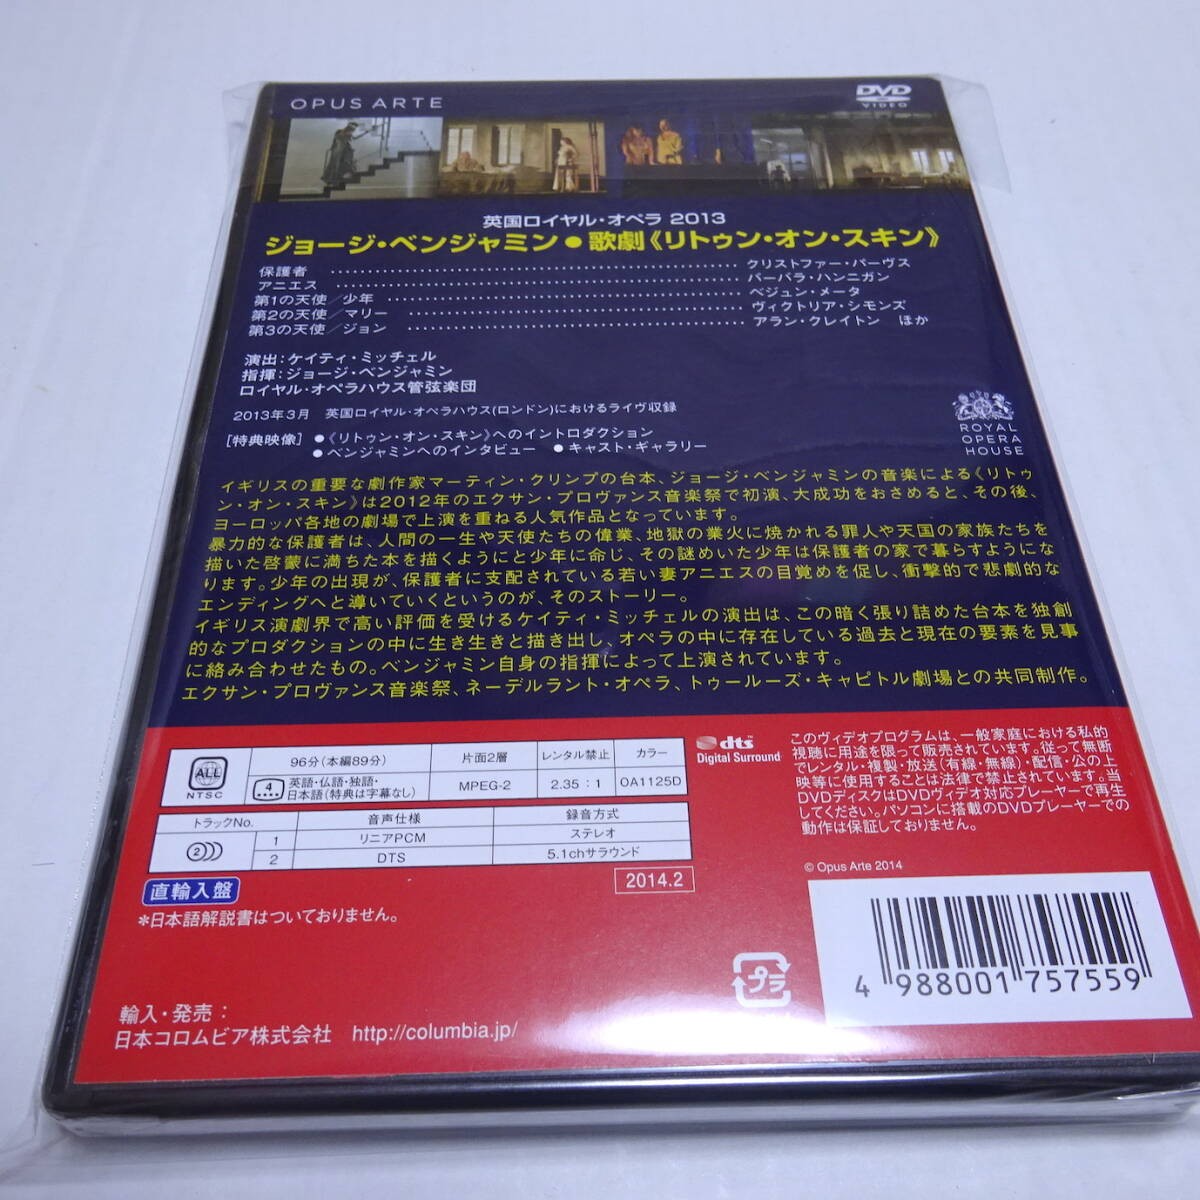 OPUS ARTE
DVD
VIDEO
英国ロイヤル・オペラ 2013
ジョージ・ベンジャミン●歌劇《リトゥン・オン・スキン》
保護者 クリストファー・パーヴス
アニエス バーバラ・ハンニガン
第1の天使／少年 ベジュン・メータ
第2の天使／マリー ヴィクトリア・シモンズ
第3の天使／ジョン アラン・クレイトン ほか
演出：ケイティ・ミッチェル
指揮：ジョージ・ベンジャミン
ロイヤル・オペラハウス管弦楽団
2013年3月 英国ロイヤル・オペラハウス(ロンドン)におけるライヴ収録
[特典映像] ●《リトゥン・オン・スキン》へのイントロダクション
●ベンジャミンへのインタビュー ●キャスト・ギャラリー
ROYAL
OPERA
HOUSE
イギリスの重要な劇作家マーティン・クリンプの台本、ジョージ・ベンジャミンの音楽による《リトゥ
ン・オン・スキン》は2012年のエクサン・プロヴァンス音楽祭で初演、大成功をおさめると、その後、
ヨーロッパ各地の劇場で上演を重ねる人気作品となっています。
暴力的な保護者は、人間の一生や天使たちの偉業、地獄の業火に焼かれる罪人や天国の家族たちを
描いた啓蒙に満ちた本を描くようにと少年に命じ、その謎めいた少年は保護者の家で暮らすようにな
ります。少年の出現が、保護者に支配されている若い妻アニエスの目覚めを促し、衝撃的で悲劇的な
エンディングへと導いていくというのが、そのストーリー。
イギリス演劇界で高い評価を受けるケイティ・ミッチェルの演出は、この暗く張り詰めた台本を独創
的なプロダクションの中に生き生きと描き出し、オペラの中に存在している過去と現在の要素を見事
に絡み合わせたもの。ベンジャミン自身の指揮によって上演されています。
エクサン・プロヴァンス音楽祭、ネーデルラント・オペラ、トゥールーズ・キャピトル劇場との共同制作。
ALL
NTSC
96分(本編89分) 片面2層 レンタル禁止 カラー
4 英語・仏語・独語・
日本語(特典は字幕なし) MPEG-2 2.35：1 OA1125D
トラックNo. 音声仕様 録音方式
2 1 リニアPCM ステレオ
2 DTS 5.1chサラウンド
dts
Digital Surround
このヴィデオプログラムは、一般家庭における私的
視聴に用途を限って販売されています。従って無断
でレンタル・複製・放送(有線・無線)・配信・公の上
映等に使用することは法律で禁止されています。当
DVDディスクはDVDヴィデオ対応プレーヤーで再生
してください。パソコンに搭載のDVDプレーヤーでの
動作は保証しておりません。
© Opus Arte 2014
2014.2
直輸入盤
＊日本語解説書はついておりません。
プラ
4 988001 757559
輸入・発売：
日本コロムビア株式会社 http://columbia.jp/